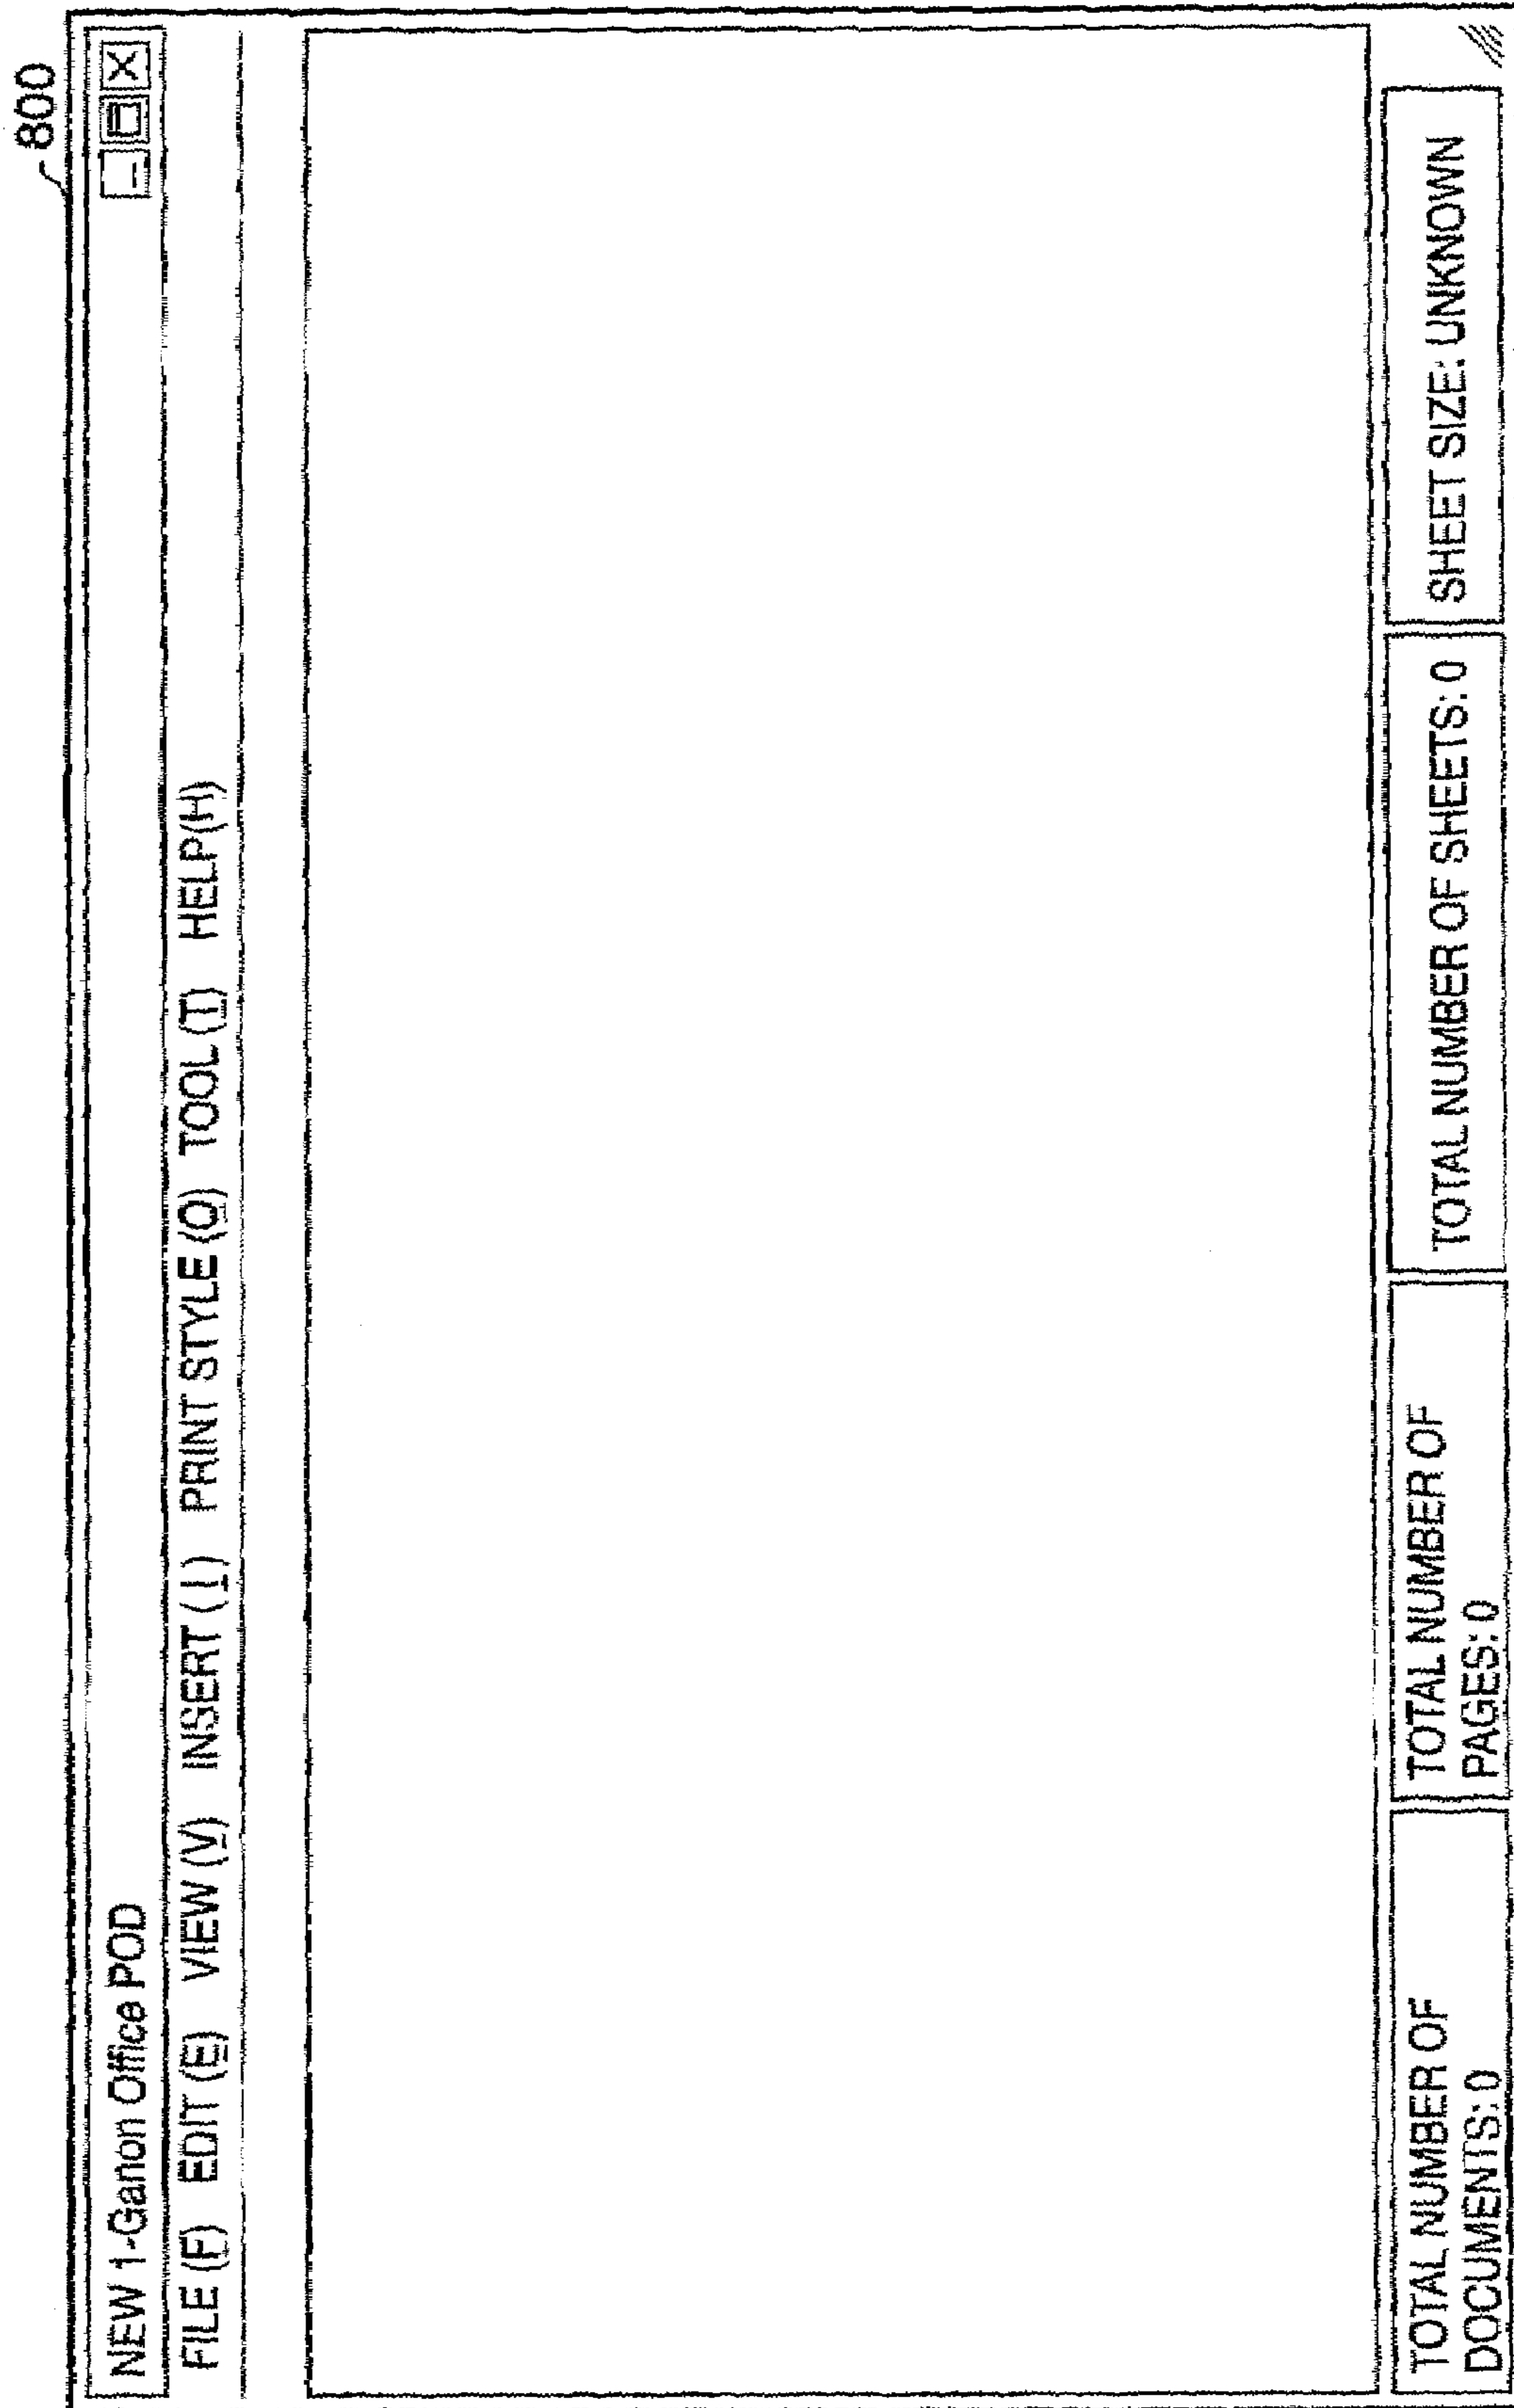 800
NEW 1-Ganon Office POD
FILE (F) EDIT (E) VIEW (V) INSERT (I) PRINT STYLE (O) TOOL (T) HELP(H)
TOTAL NUMBER OF
DOCUMENTS: 0
TOTAL NUMBER OF
PAGES: 0
TOTAL NUMBER OF SHEETS: 0
SHEET SIZE: UNKNOWN